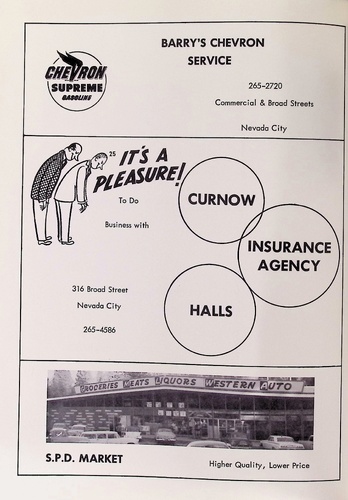 BARRY'S CHEVRON
SERVICE
CHEVRON
SUPREME
GASOLINE
265-2720
Commercial & Broad Streets
Nevada City
25
IT'S A
PLEASURE!
To Do
Business with
CURNOW
INSURANCE
AGENCY
HALLS
316 Broad Street
Nevada City
265-4586
GROCERIES MEATS LIQUORS WESTERN AUTO
S.P.D. MARKET
Higher Quality, Lower Price